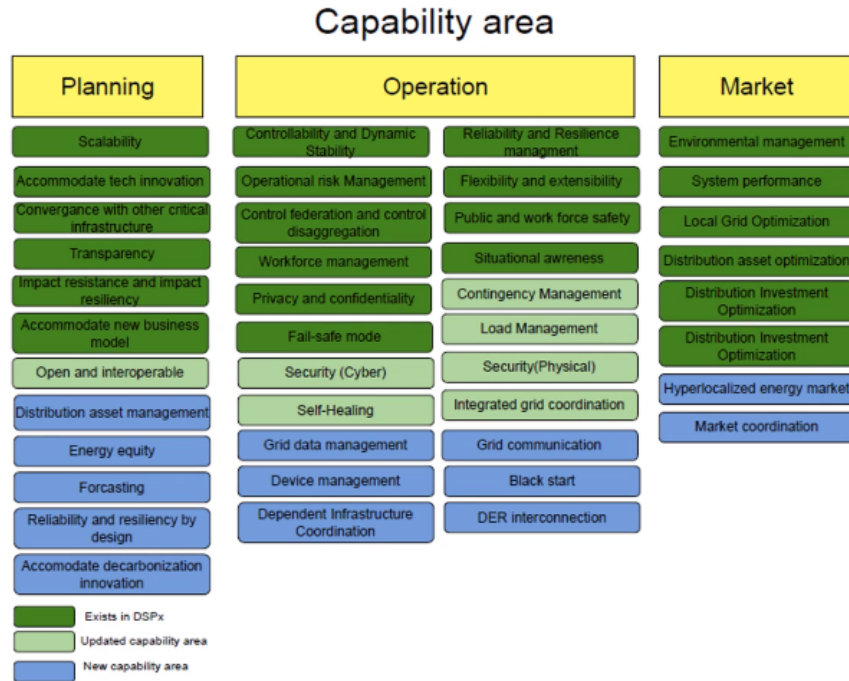 Capability area
Planning
Operation
Market
Scalability
Accommodate tech innovation
Convergance with other critical
infrastructure
Transparency
Impact resistance and impact
resiliency
Accommodate new business
model
Open and interoperable
Distribution asset management
Energy equity
Forcasting
Reliability and resiliency by
design
Accomodate decarbonization
innovation
Controllability and Dynamic
Stability
Operational risk Management
Control federation and control
disaggregation
Workforce management
Privacy and confidentiality
Fail-safe mode
Security (Cyber)
Self-Healing
Grid data management
Device management
Dependent Infrastructure
Coordination
Reliability and Resilience
managment
Flexibility and extensibility
Public and work force safety
Situational awreness
Contingency Management
Load Management
Security(Physical)
Integrated grid coordination
Grid communication
Black start
DER interconnection
Environmental management
System performance
Local Grid Optimization
Distribution asset optimization
Distribution Investment
Optimization
Distribution Investment
Optimization
Hyperlocalized energy market
Market coordination
Exists in DSPx
Updated capability area
New capability area